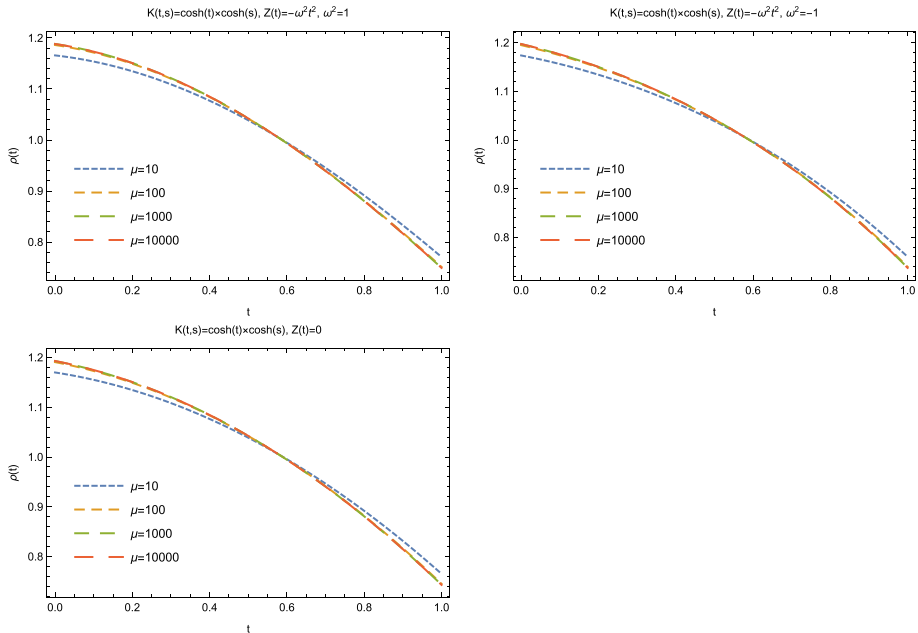 K(t,s)=cosh(t)×cosh(s), Z(t)=−ω²t², ω²=1
1.2
1.1
1.0
0.9
0.8
ρ(t)
μ=10
μ=100
μ=1000
μ=10000
0.0 0.2 0.4 0.6 0.8 1.0
t
K(t,s)=cosh(t)×cosh(s), Z(t)=−ω²t², ω²=−1
1.2
1.1
1.0
0.9
0.8
ρ(t)
μ=10
μ=100
μ=1000
μ=10000
0.0 0.2 0.4 0.6 0.8 1.0
t
K(t,s)=cosh(t)×cosh(s), Z(t)=0
1.2
1.1
1.0
0.9
0.8
ρ(t)
μ=10
μ=100
μ=1000
μ=10000
0.0 0.2 0.4 0.6 0.8 1.0
t